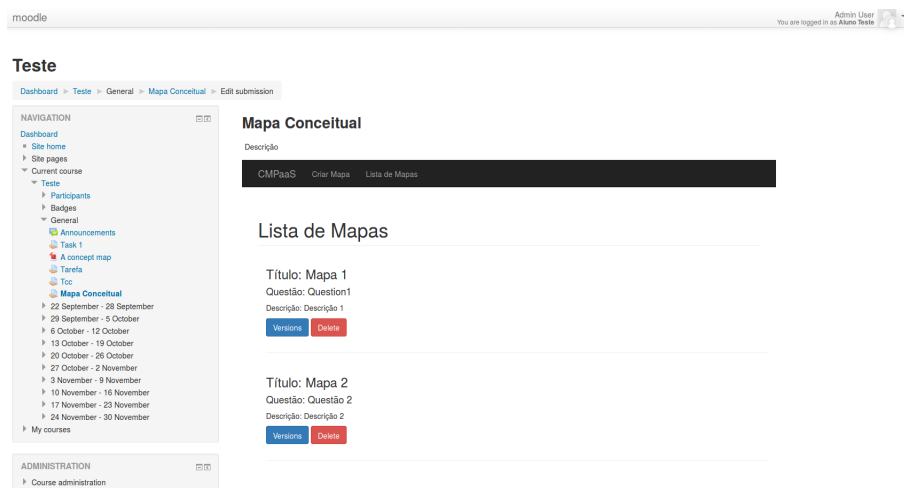 moodle
Admin User
You are logged in as Aluno Teste
Teste
Dashboard Teste General Mapa Conceitual Edit submission
NAVIGATION
Dashboard
Site home
Site pages
Current course
Teste
Participants
Badges
General
Announcements
Task 1
A concept map
Tarefa
Tcc
Mapa Conceitual
22 September - 28 September
29 September - 5 October
6 October - 12 October
13 October - 19 October
20 October - 26 October
27 October - 2 November
3 November - 9 November
10 November - 16 November
17 November - 23 November
24 November - 30 November
My courses
ADMINISTRATION
Course administration
Mapa Conceitual
Descrição
CMPaaS Criar Mapa Lista de Mapas
Lista de Mapas
Título: Mapa 1
Questão: Question1
Descrição: Descrição 1
Versions Delete
Título: Mapa 2
Questão: Questão 2
Descrição: Descrição 2
Versions Delete